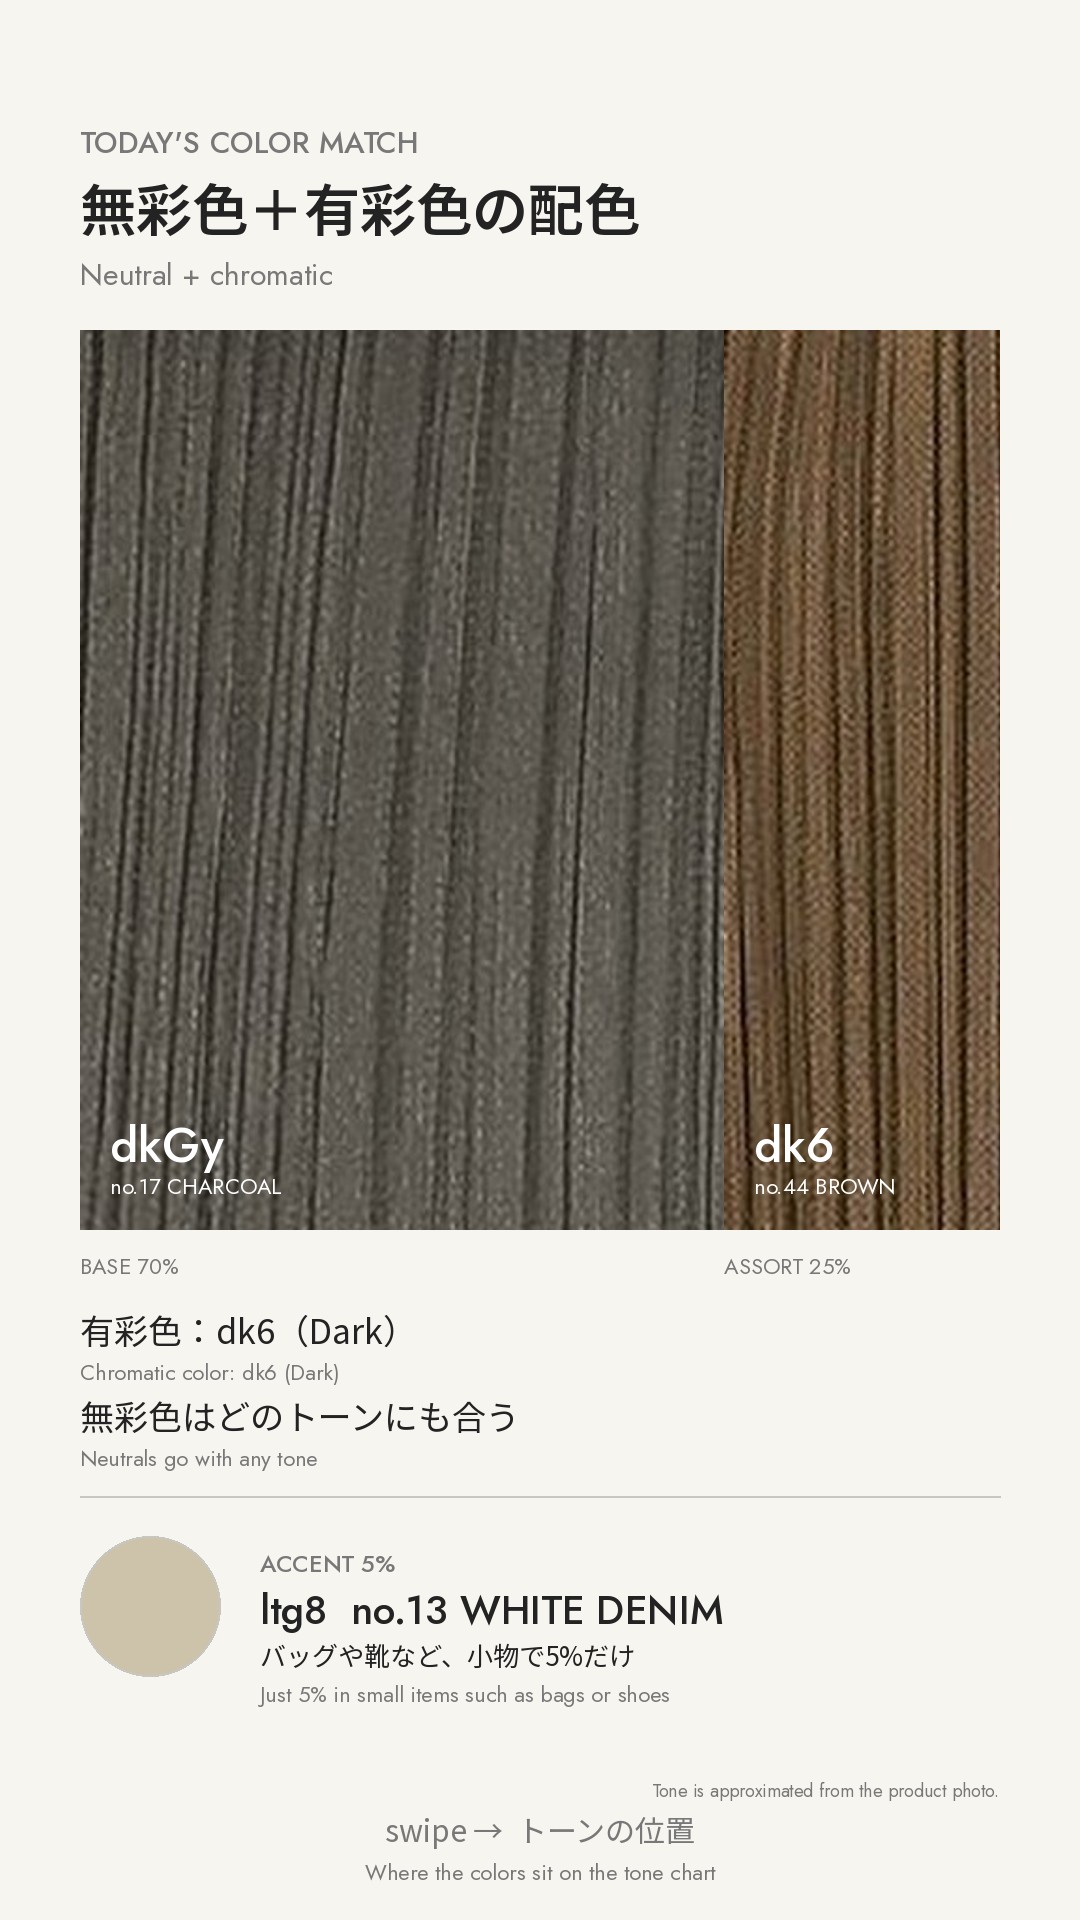 TODAY'S COLOR MATCH
無彩色＋有彩色の配色
Neutral + chromatic
dkGy
no.17 CHARCOAL
dk6
no.44 BROWN
BASE 70%
ASSORT 25%
有彩色：dk6（Dark）
Chromatic color: dk6 (Dark)
無彩色はどのトーンにも合う
Neutrals go with any tone
ACCENT 5%
ltg8 no.13 WHITE DENIM
バッグや靴など、小物で5%だけ
Just 5% in small items such as bags or shoes
Tone is approximated from the product photo.
swipe→ トーンの位置
Where the colors sit on the tone chart